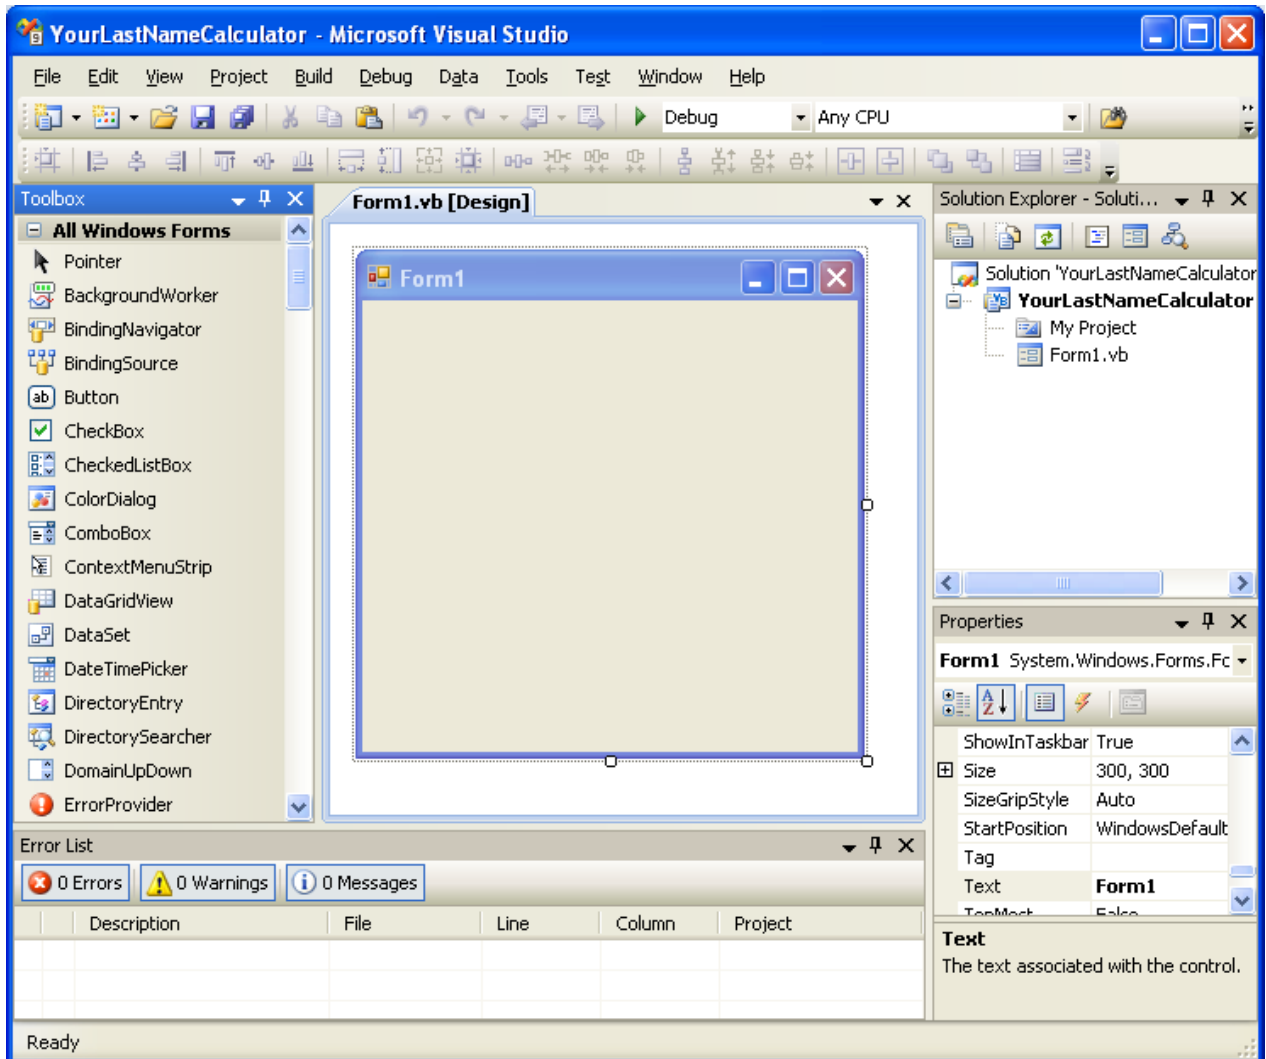 YourLastNameCalculator - Microsoft Visual Studio
File Edit View Project Build Debug Data Tools Test Window Help
Debug Any CPU
Toolbox
All Windows Forms
Pointer
BackgroundWorker
BindingNavigator
BindingSource
Button
CheckBox
CheckedListBox
ColorDialog
ComboBox
ContextMenuStrip
DataGridView
DataSet
DateTimePicker
DirectoryEntry
DirectorySearcher
DomainUpDown
ErrorProvider
Form1.vb [Design]
Form1
Solution Explorer - Soluti...
Solution 'YourLastNameCalculator
YourLastNameCalculator
My Project
Form1.vb
Properties
Form1 System.Windows.Forms.Fc
ShowInTaskbar True
Size 300, 300
SizeGripStyle Auto
StartPosition WindowsDefault
Tag
Text Form1
TopMost False
Text
The text associated with the control.
Error List
0 Errors 0 Warnings 0 Messages
Description File Line Column Project
Ready